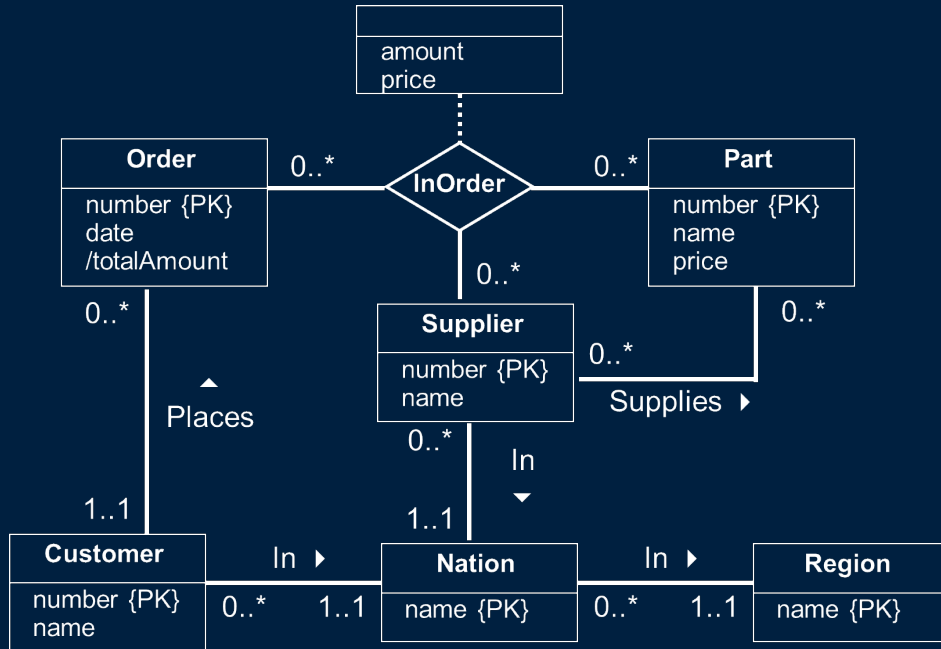 amount
price
Order
0..*
InOrder
0..*
Part
number {PK}
date
/totalAmount
number {PK}
name
price
0..*
0..*
Supplier
0..*
0..*
number {PK}
name
Supplies
Places
0..*
In
1..1
1..1
Customer
In
Nation
In
Region
number {PK}
name
0..*
1..1
name {PK}
0..*
1..1
name {PK}